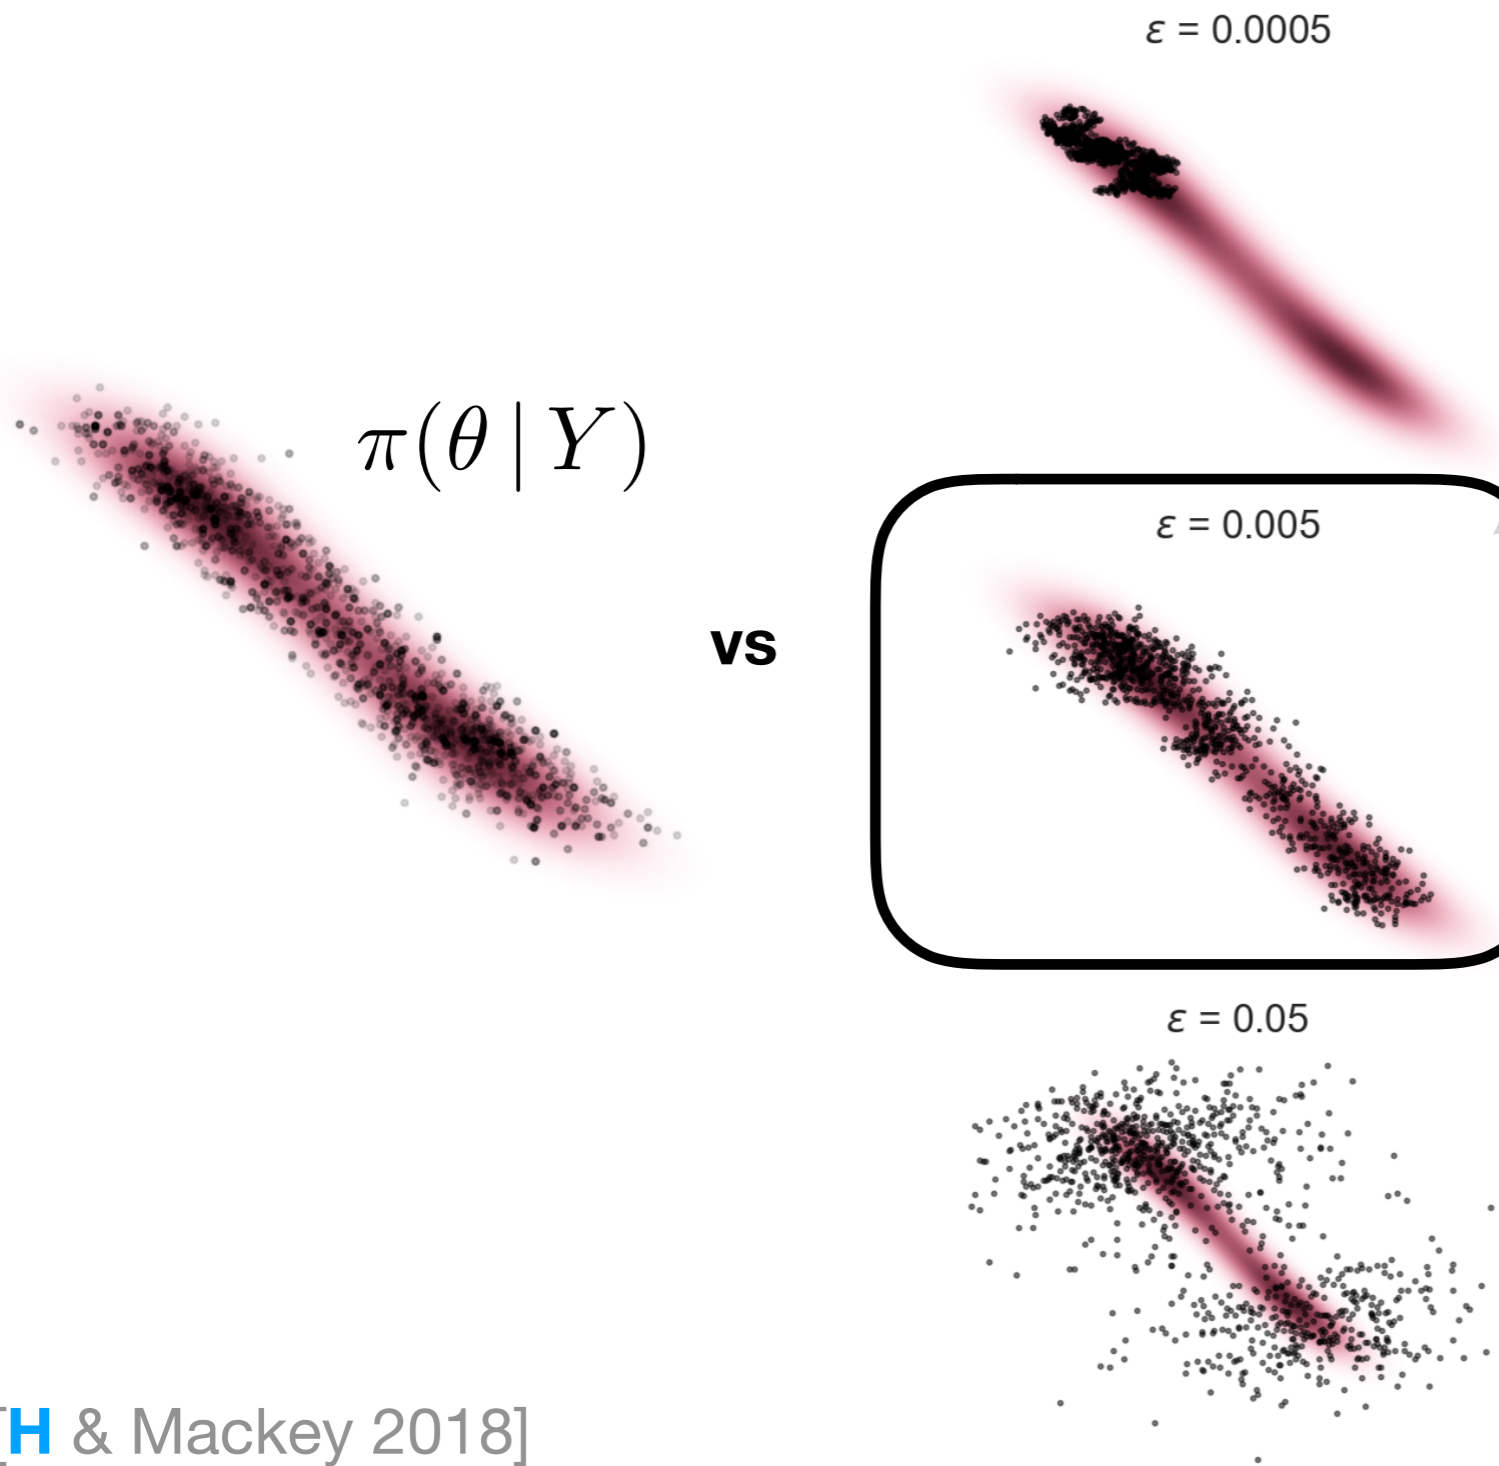 ε = 0.0005
π(θ | Y)
ε = 0.005
vs
ε = 0.05
[H & Mackey 2018]